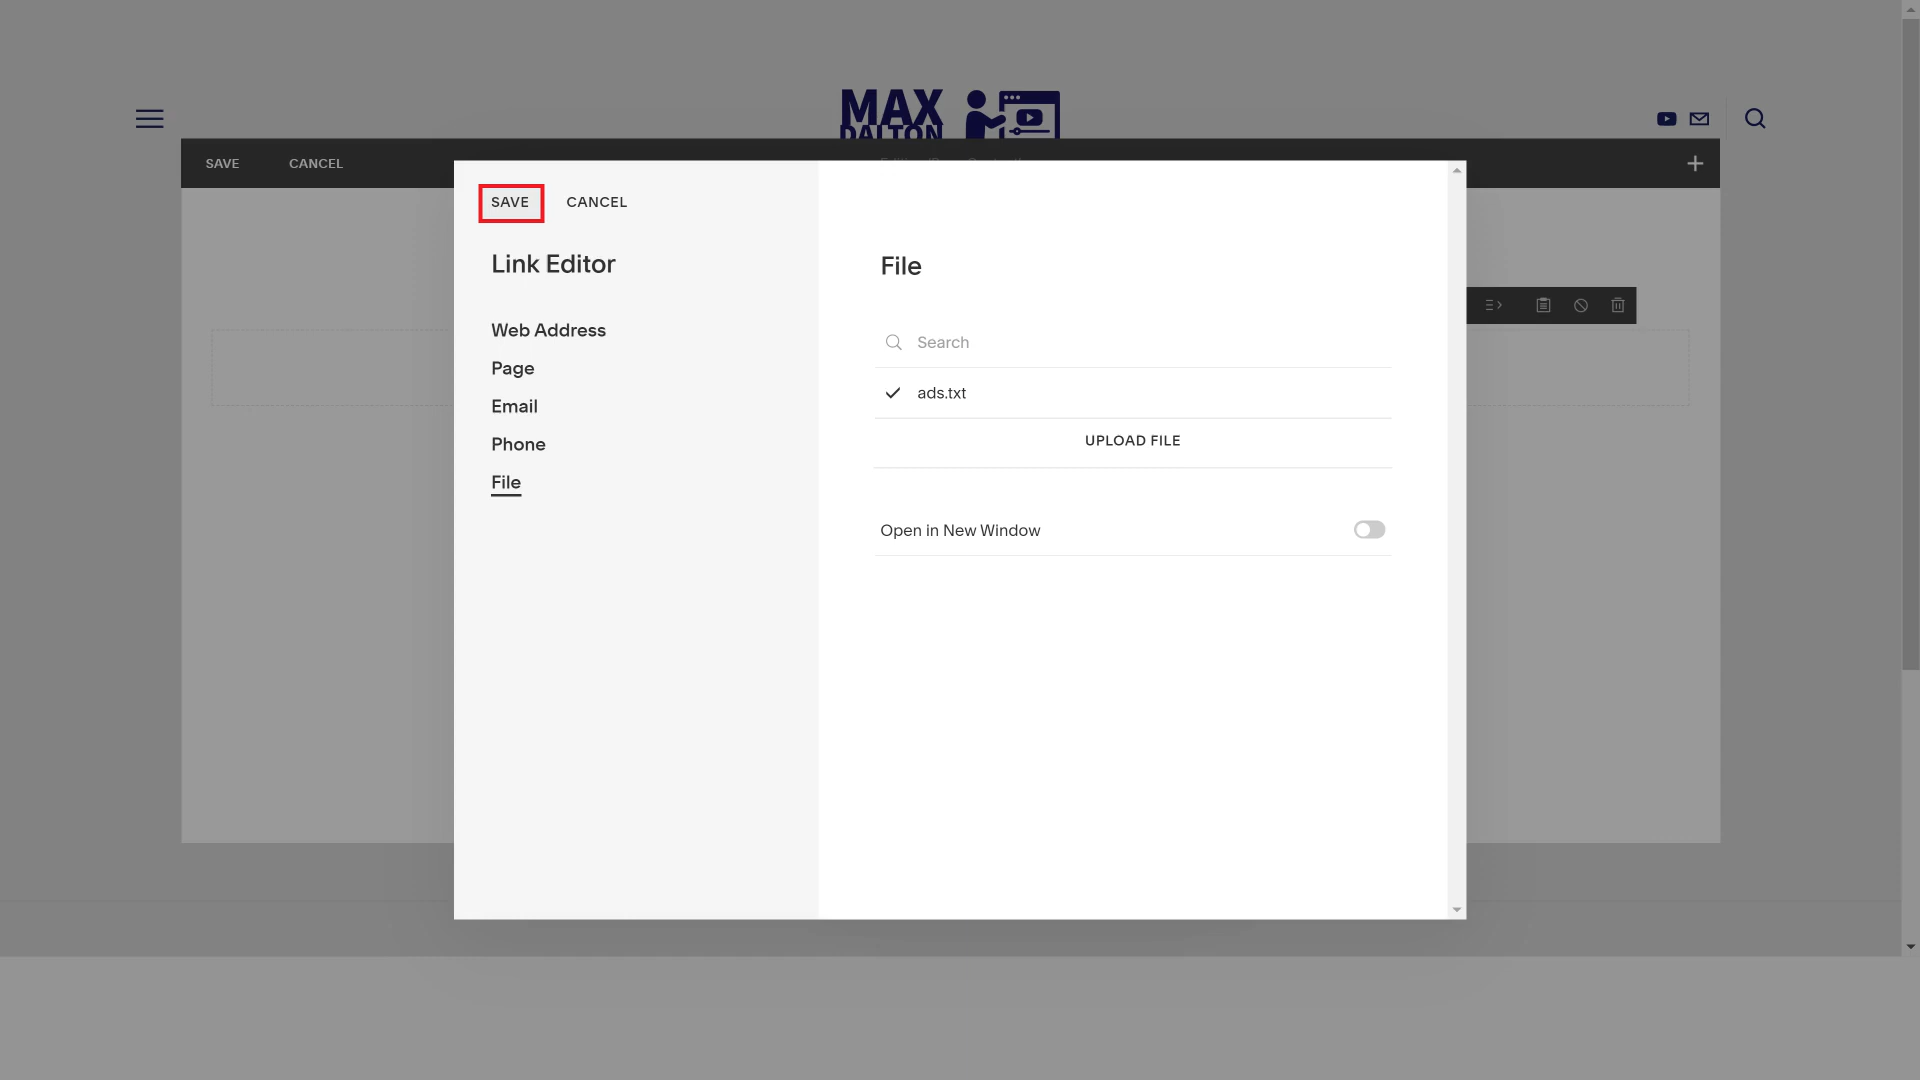 MAX
DALTON
SAVE CANCEL
SAVE CANCEL
Link Editor
Web Address
Page
Email
Phone
File
File
Search
ads.txt
UPLOAD FILE
Open in New Window